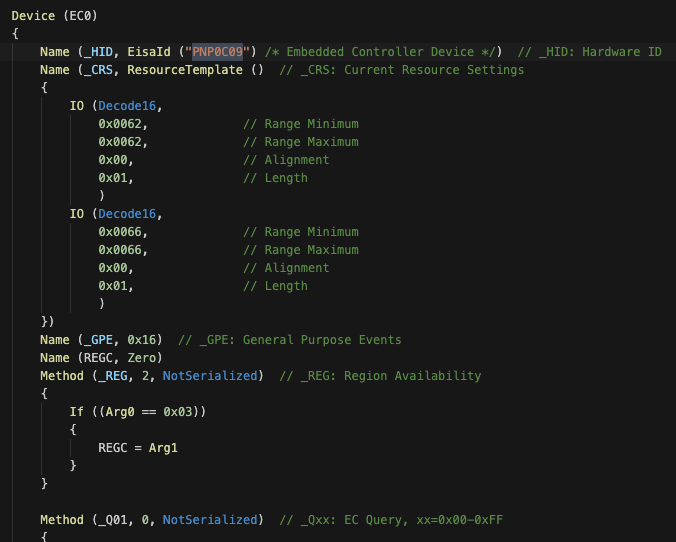 Device (EC0)
{
Name (_HID, EisaId ("PNP0C09") /* Embedded Controller Device */)  // _HID: Hardware ID
Name (_CRS, ResourceTemplate ()  // _CRS: Current Resource Settings
{
IO (Decode16,
0x0062,             // Range Minimum
0x0062,             // Range Maximum
0x00,               // Alignment
0x01,               // Length
)
IO (Decode16,
0x0066,             // Range Minimum
0x0066,             // Range Maximum
0x00,               // Alignment
0x01,               // Length
)
})
Name (_GPE, 0x16)  // _GPE: General Purpose Events
Name (REGC, Zero)
Method (_REG, 2, NotSerialized)  // _REG: Region Availability
{
If ((Arg0 == 0x03))
{
REGC = Arg1
}
}
Method (_Q01, 0, NotSerialized)  // _Qxx: EC Query, xx=0x00-0xFF
{